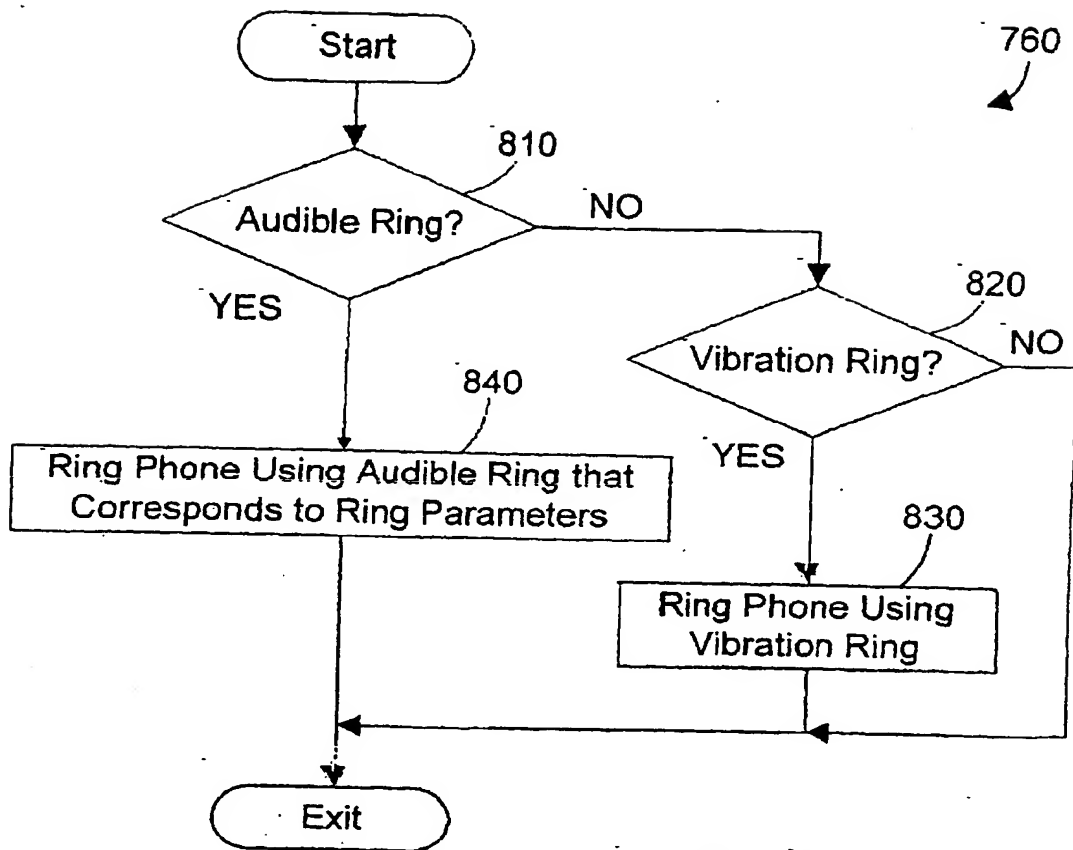 Start
760
810
Audible Ring?
NO
YES
820
Vibration Ring?
NO
840
YES
Ring Phone Using Audible Ring that
Corresponds to Ring Parameters
830
Ring Phone Using
Vibration Ring
Exit